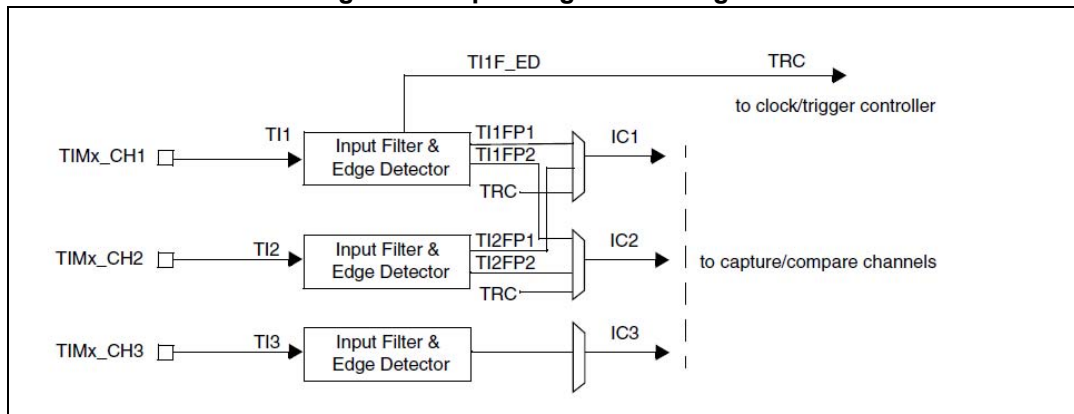 TI1F_ED
TRC
to clock/trigger controller
TIMx_CH1
TI1
Input Filter &
Edge Detector
TI1FP1
TI1FP2
TRC
IC1
TIMx_CH2
TI2
Input Filter &
Edge Detector
TI2FP1
TI2FP2
TRC
IC2
to capture/compare channels
TIMx_CH3
TI3
Input Filter &
Edge Detector
IC3